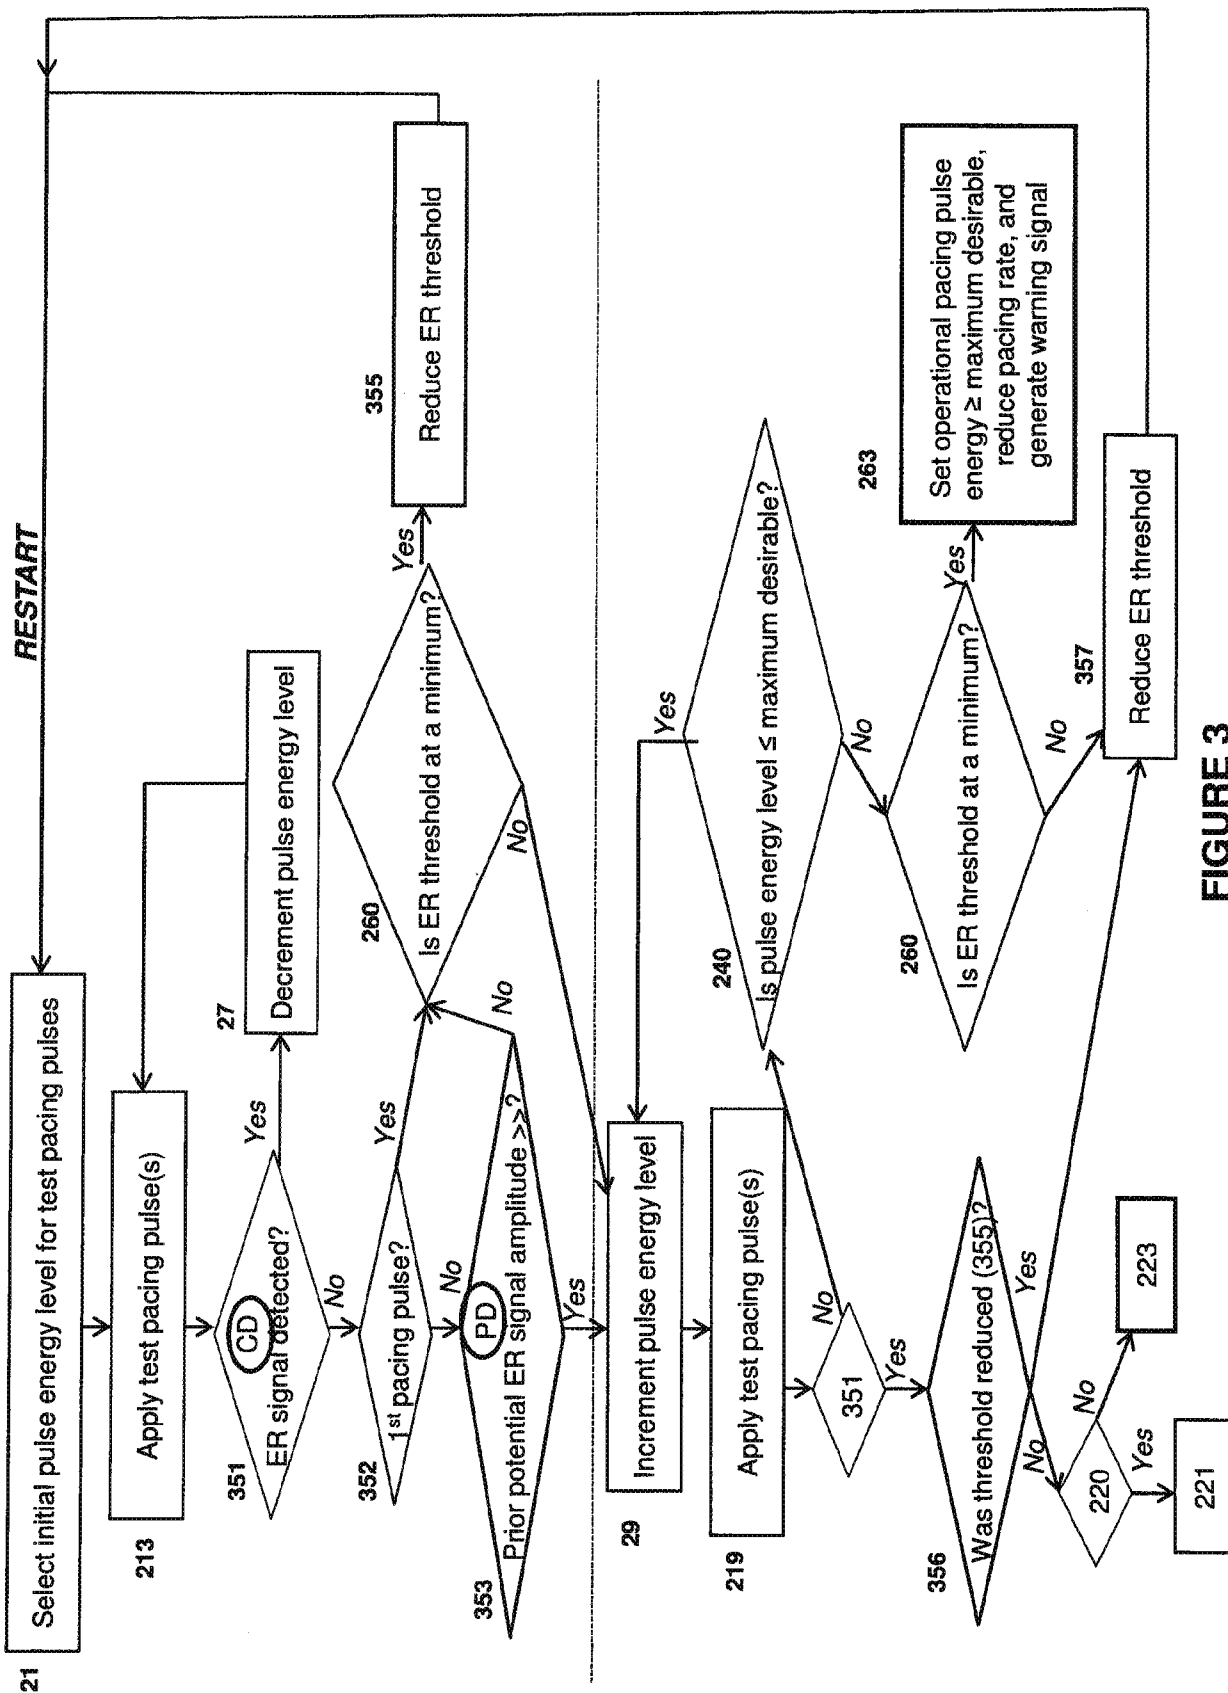 RESTART
21
Select initial pulse energy level for test pacing pulses
213
Apply test pacing pulse(s)
27
Decrement pulse energy level
351
CD
ER signal detected?
Yes
No
352
1st pacing pulse?
Yes
No
260
Is ER threshold at a minimum?
Yes
No
355
Reduce ER threshold
353
PD
Prior potential ER signal amplitude >>?
No
Yes
29
Increment pulse energy level
219
Apply test pacing pulse(s)
240
Is pulse energy level ≤ maximum desirable?
Yes
No
351
No
Yes
260
Is ER threshold at a minimum?
Yes
No
263
Set operational pacing pulse
energy ≥ maximum desirable,
reduce pacing rate, and
generate warning signal
356
Was threshold reduced (355)?
Yes
No
357
Reduce ER threshold
220
No
Yes
223
221
FIGURE 3